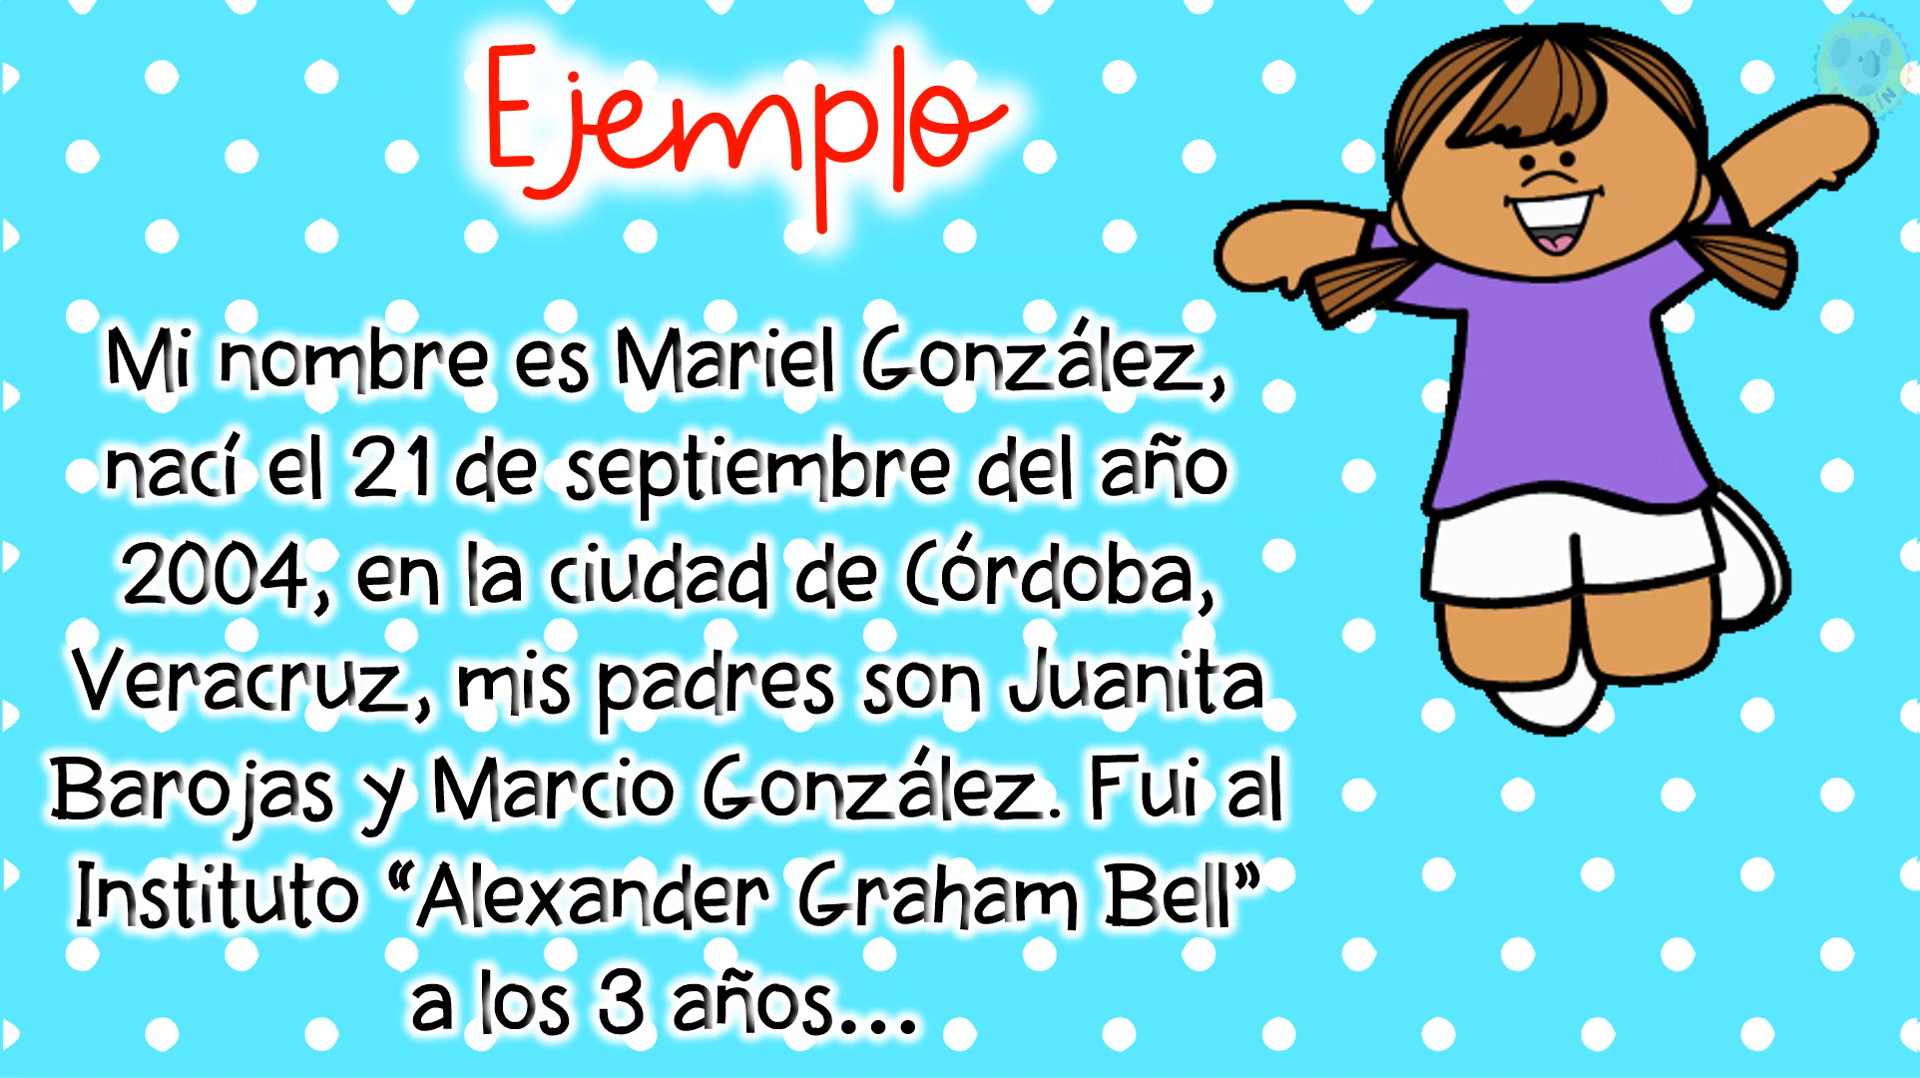 Ejemplo
Mi nombre es Mariel González,
nací el 21 de septiembre del año
2004, en la ciudad de Córdoba,
Veracruz, mis padres son Juanita
Barojas y Marcio González. Fui al
Instituto “Alexander Graham Bell”
a los 3 años...